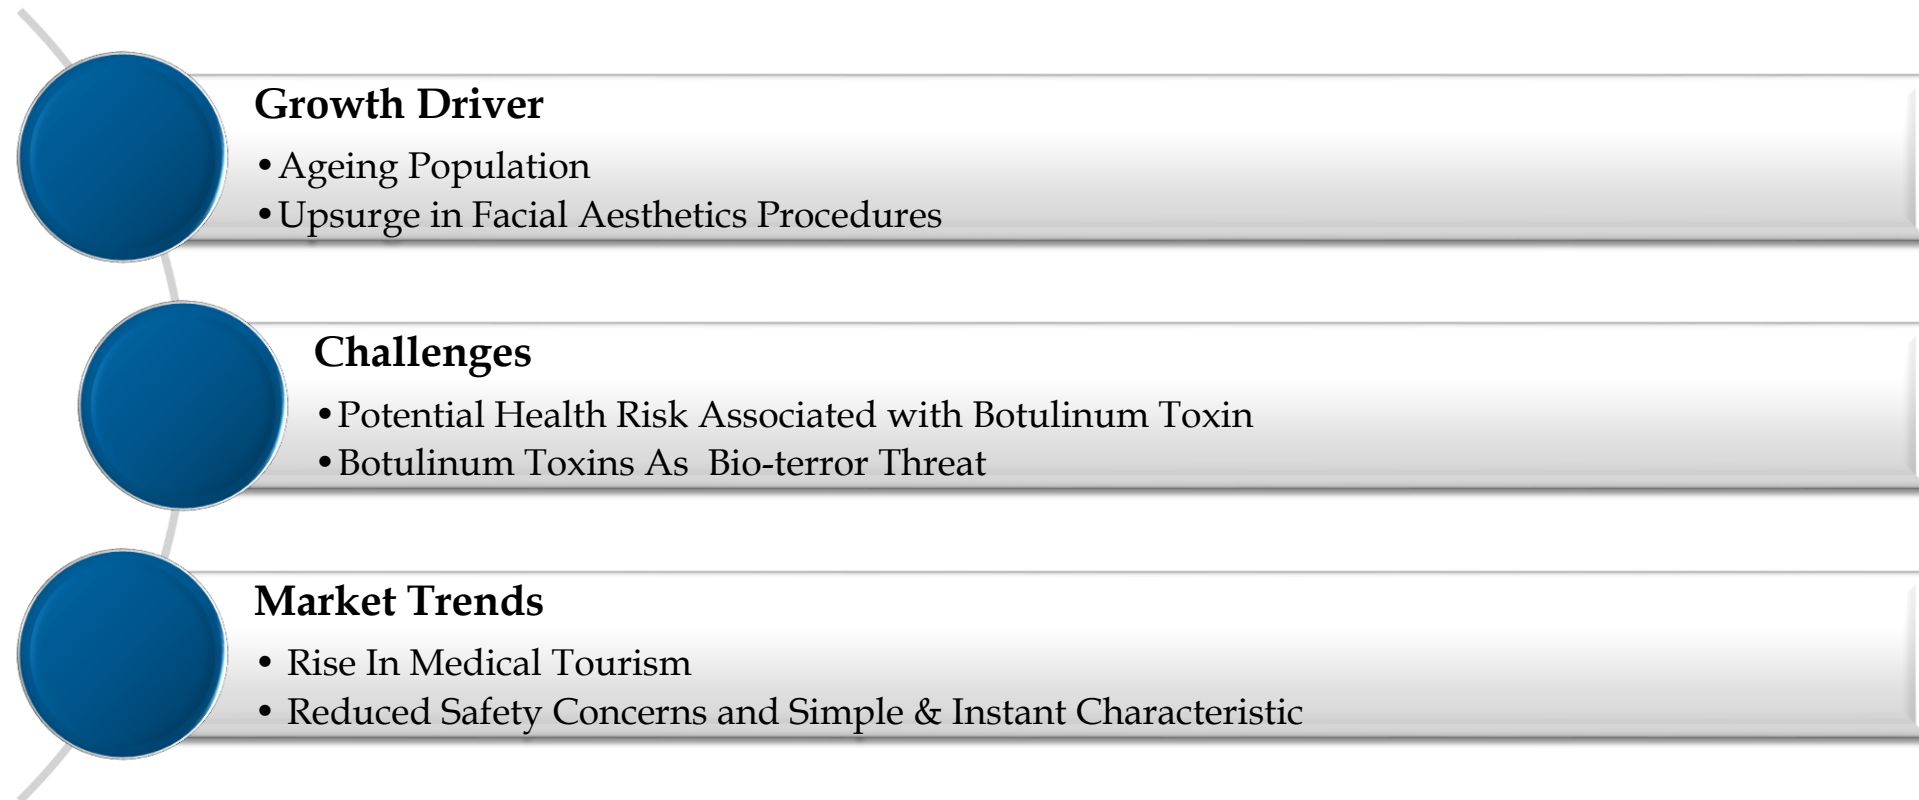 Growth Driver
•Ageing Population
•Upsurge in Facial Aesthetics Procedures
Challenges
•Potential Health Risk Associated with Botulinum Toxin
•Botulinum Toxins As  Bio-terror Threat
Market Trends
• Rise In Medical Tourism
• Reduced Safety Concerns and Simple & Instant Characteristic